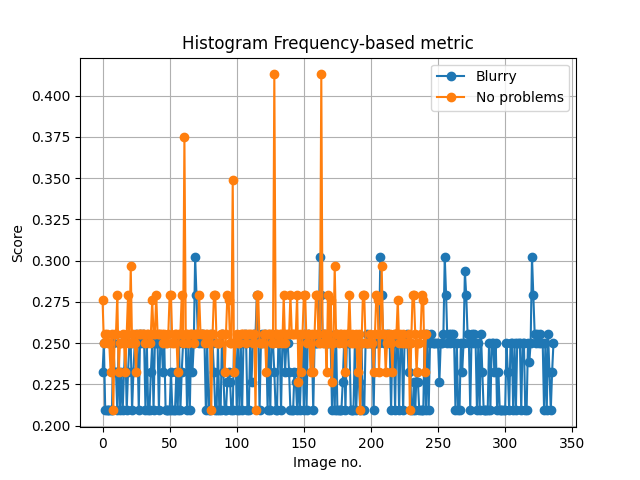 Histogram Frequency-based metric
Blurry
No problems
0.400
0.375
0.350
0.325
0.300
0.275
0.250
0.225
0.200
Score
0 50 100 150 200 250 300 350
Image no.